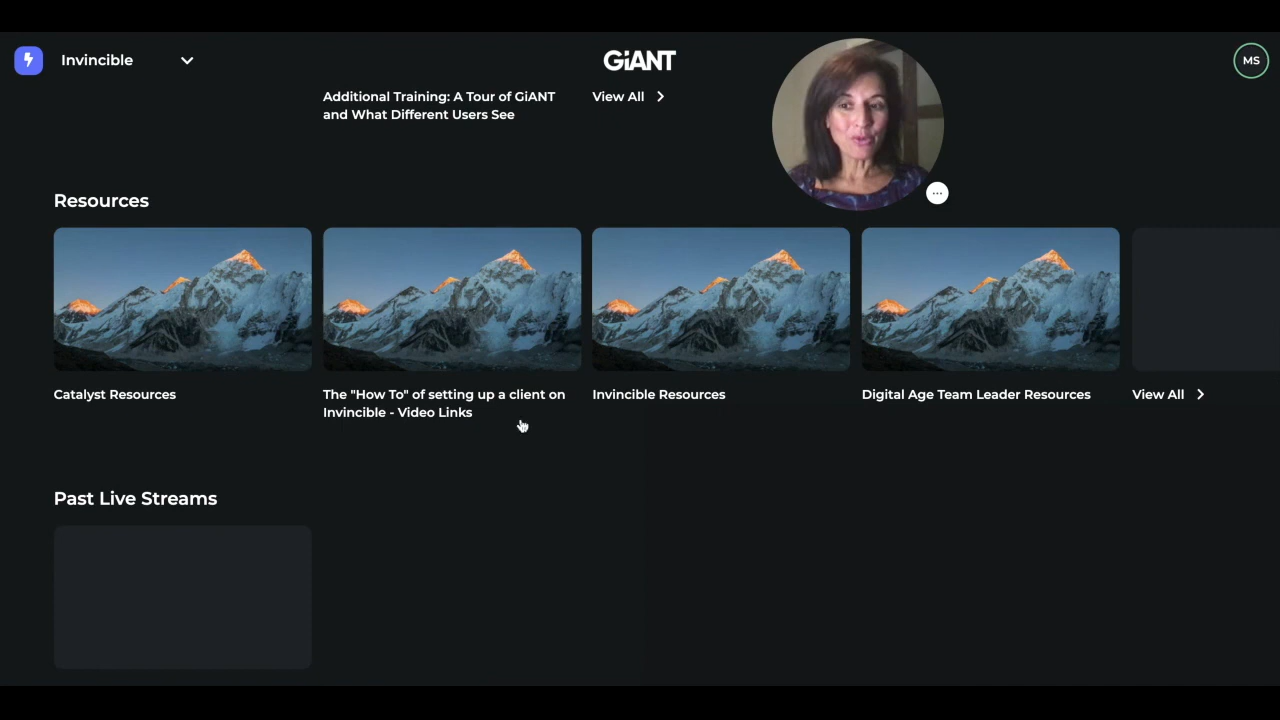 Invincible
GiANT
MS
Additional Training: A Tour of GiANT
and What Different Users See
View All
Resources
Catalyst Resources
The "How To" of setting up a client on
Invincible - Video Links
Invincible Resources
Digital Age Team Leader Resources
View All
Past Live Streams